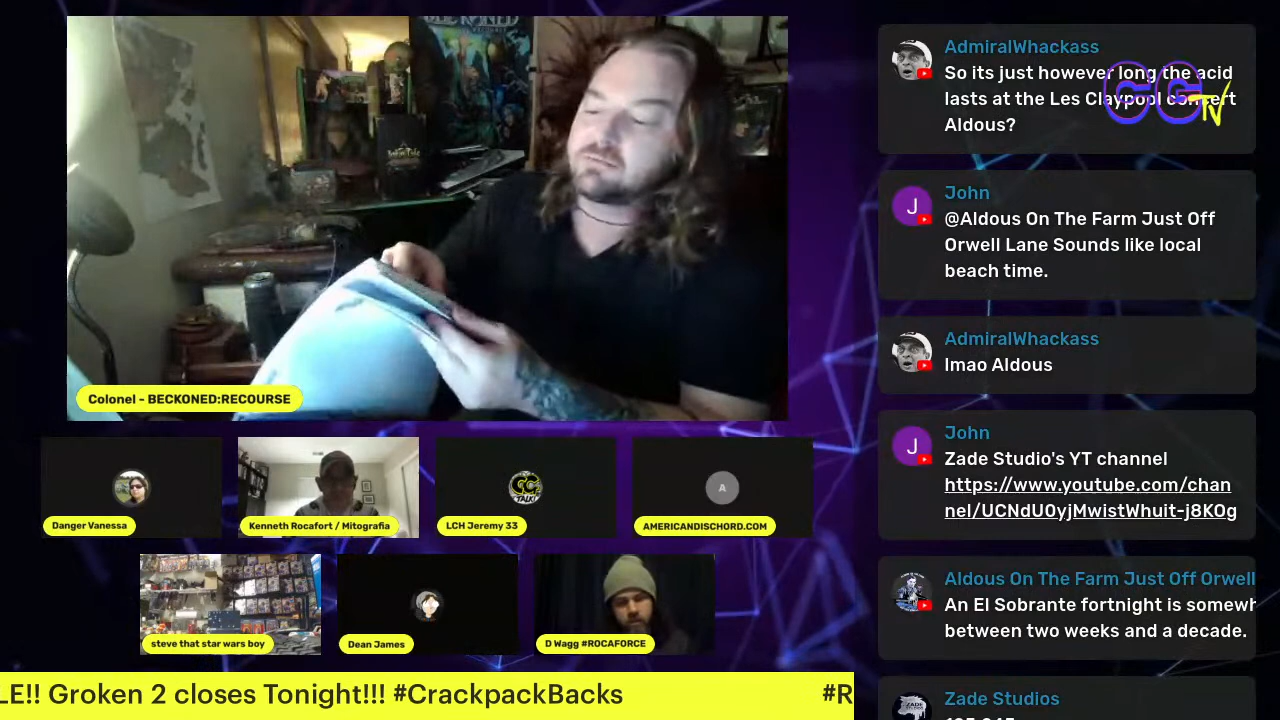 AdmiralWhackass
So its just however long the acid
lasts at the Les Claypool concert
Aldous?
CG
TV
John
@Aldous On The Farm Just Off
Orwell Lane Sounds like local
beach time.
AdmiralWhackass
lmao Aldous
John
Zade Studio's YT channel
https://www.youtube.com/chan
nel/UCNdU0yjMwistWhuit-j8KOg
Aldous On The Farm Just Off Orwell
An El Sobrante fortnight is somewh
between two weeks and a decade.
Zade Studios
Colonel - BECKONED:RECOURSE
Danger Vanessa
Kenneth Rocafort / Mitografia
LCH Jeremy 33
A
AMERICANDISCHORD.COM
steve that star wars boy
Dean James
D Wagg #ROCAFORCE
LE!! Groken 2 closes Tonight!!! #CrackpackBacks
#R